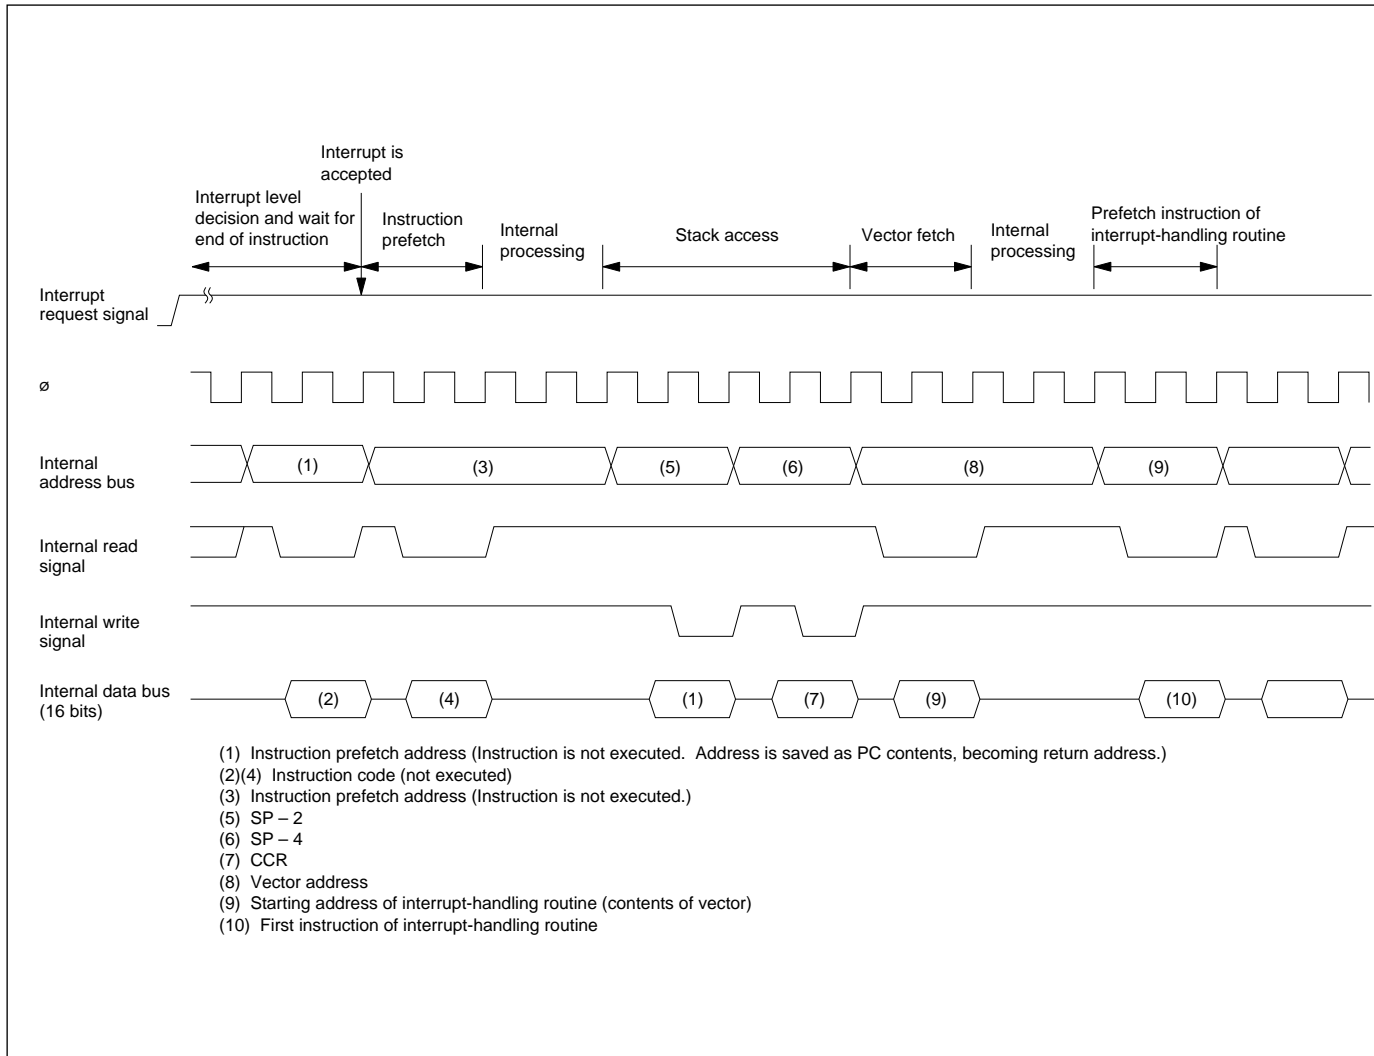 Interrupt is
accepted
Interrupt level
decision and wait for
end of instruction
Instruction
prefetch
Internal
processing
Stack access
Vector fetch
Internal
processing
Prefetch instruction of
interrupt-handling routine
Interrupt
request signal
ø
Internal
address bus
(1)
(3)
(5)
(6)
(8)
(9)
Internal read
signal
Internal write
signal
Internal data bus
(16 bits)
(2)
(4)
(1)
(7)
(9)
(10)
(1) Instruction prefetch address (Instruction is not executed. Address is saved as PC contents, becoming return address.)
(2)(4) Instruction code (not executed)
(3) Instruction prefetch address (Instruction is not executed.)
(5) SP – 2
(6) SP – 4
(7) CCR
(8) Vector address
(9) Starting address of interrupt-handling routine (contents of vector)
(10) First instruction of interrupt-handling routine